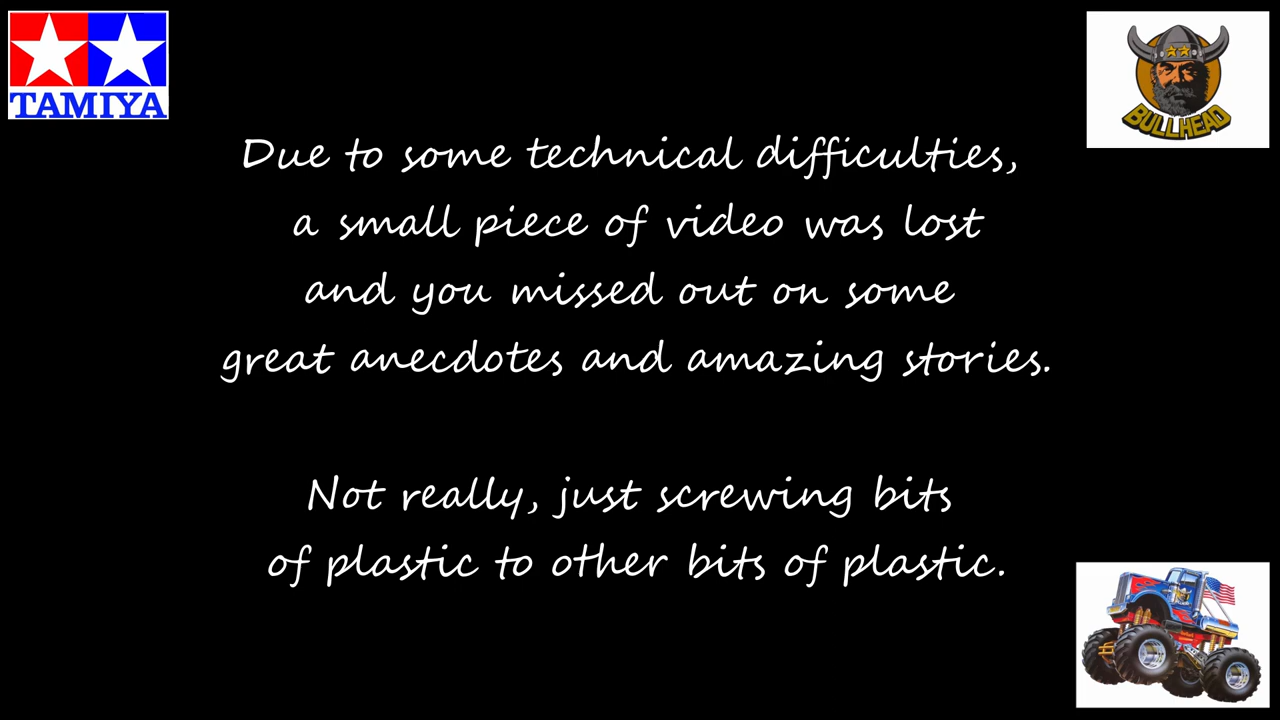 TAMIYA
BULLHEAD
Due to some technical difficulties,
a small piece of video was lost
and you missed out on some
great anecdotes and amazing stories.
Not really, just screwing bits
of plastic to other bits of plastic.